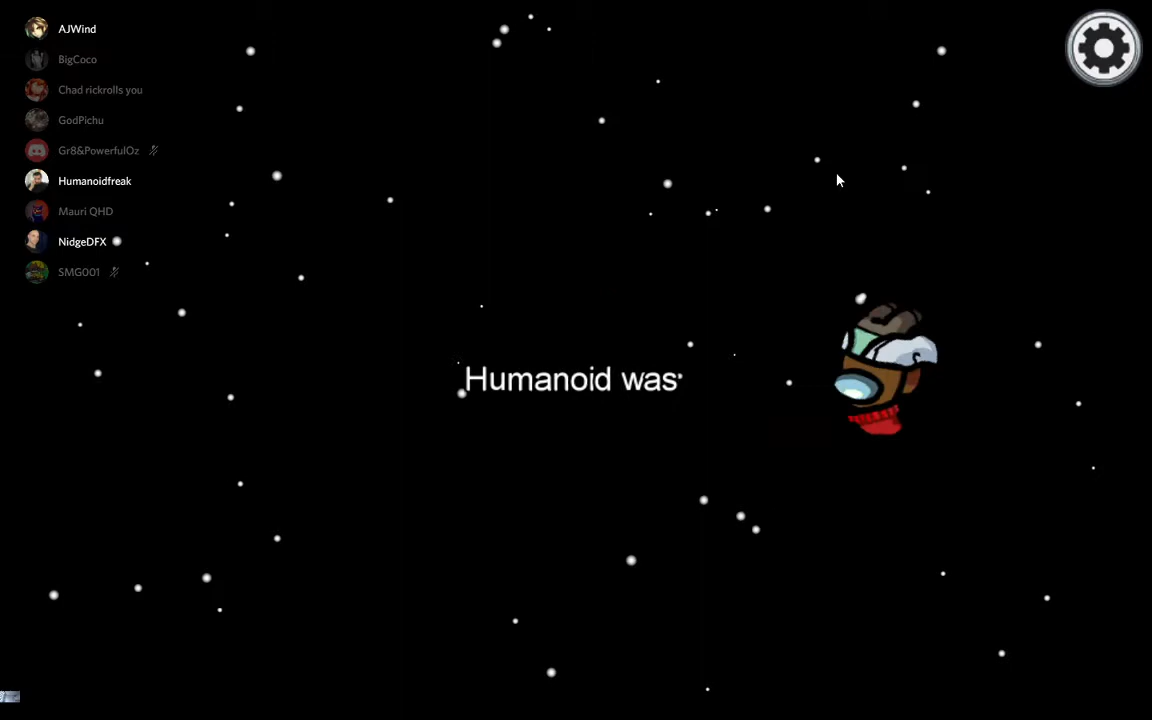 AJWind
BigCoco
Chad rickrolls you
GodPichu
Gr8&PowerfulOz
Humanoidfreak
Mauri QHD
NidgeDFX
SMG001
Humanoid was